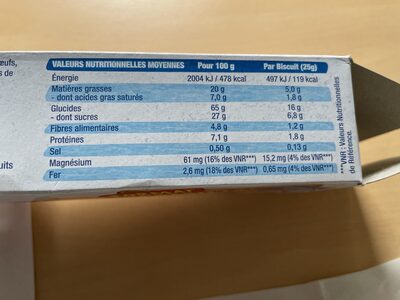 œufs,
s de
uits
VALEURS NUTRITIONNELLES MOYENNES Pour 100 g Par Biscuit (25g)
Énergie 2004 kJ / 478 kcal 497 kJ / 119 kcal
Matières grasses 20 g 5,0 g
- dont acides gras saturés 7,0 g 1,8 g
Glucides 65 g 16 g
- dont sucres 27 g 6,8 g
Fibres alimentaires 4,8 g 1,2 g
Protéines 7,1 g 1,8 g
Sel 0,50 g 0,13 g
Magnésium 61 mg (16% des VNR***) 15,2 mg (4% des VNR***)
Fer 2,6 mg (18% des VNR***) 0,65 mg (4% des VNR***)
***VNR : Valeurs Nutritionnelles
de Référence.